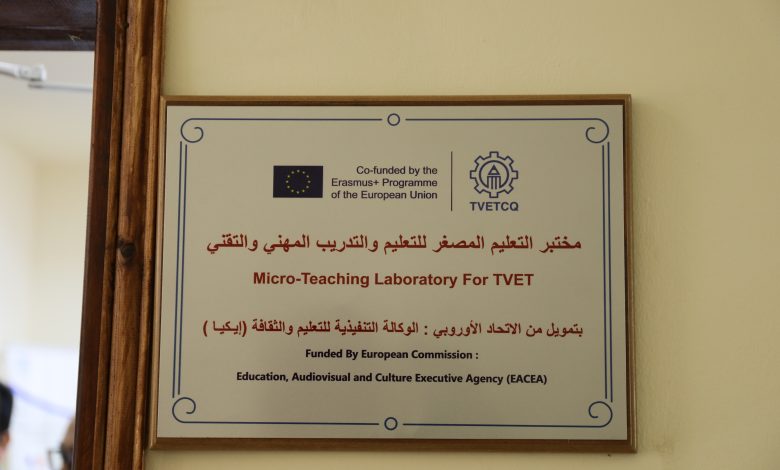 Co-funded by the
Erasmus+ Programme
of the European Union
TVETCQ
مختبر التعليم المصغر للتعليم والتدريب المهني والتقني
Micro-Teaching Laboratory For TVET
بتمويل من الاتحاد الأوروبي : الوكالة التنفيذية للتعليم والثقافة (إيكيا )
Funded By European Commission :
Education, Audiovisual and Culture Executive Agency (EACEA)